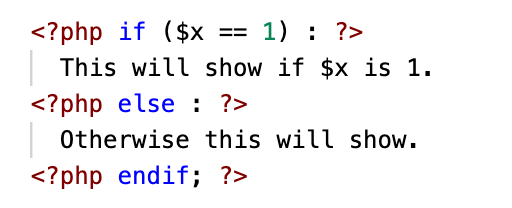 <?php if ($x == 1) : ?>
  This will show if $x is 1.
<?php else : ?>
  Otherwise this will show.
<?php endif; ?>